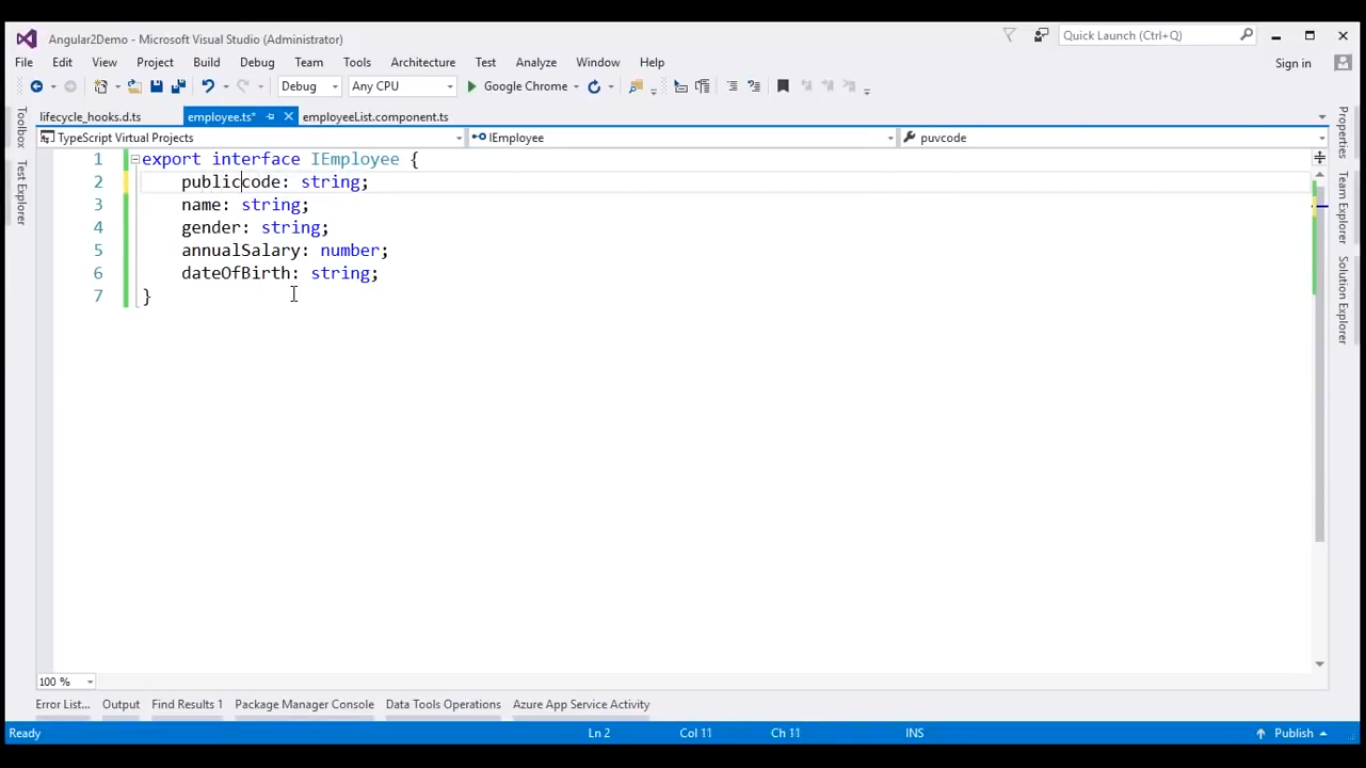 Angular2Demo - Microsoft Visual Studio (Administrator)
Quick Launch (Ctrl+Q)
File Edit View Project Build Debug Team Tools Architecture Test Analyze Window Help
Sign in
Debug Any CPU Google Chrome
Toolbox
Test Explorer
lifecycle_hooks.d.ts employee.ts* employeeList.component.ts
TypeScript Virtual Projects IEmployee puvcode
1 export interface IEmployee {
2 publiccode: string;
3 name: string;
4 gender: string;
5 annualSalary: number;
6 dateOfBirth: string;
7 }
Properties
Team Explorer
Solution Explorer
100 %
Error List... Output Find Results 1 Package Manager Console Data Tools Operations Azure App Service Activity
Ready Ln 2 Col 11 Ch 11 INS Publish